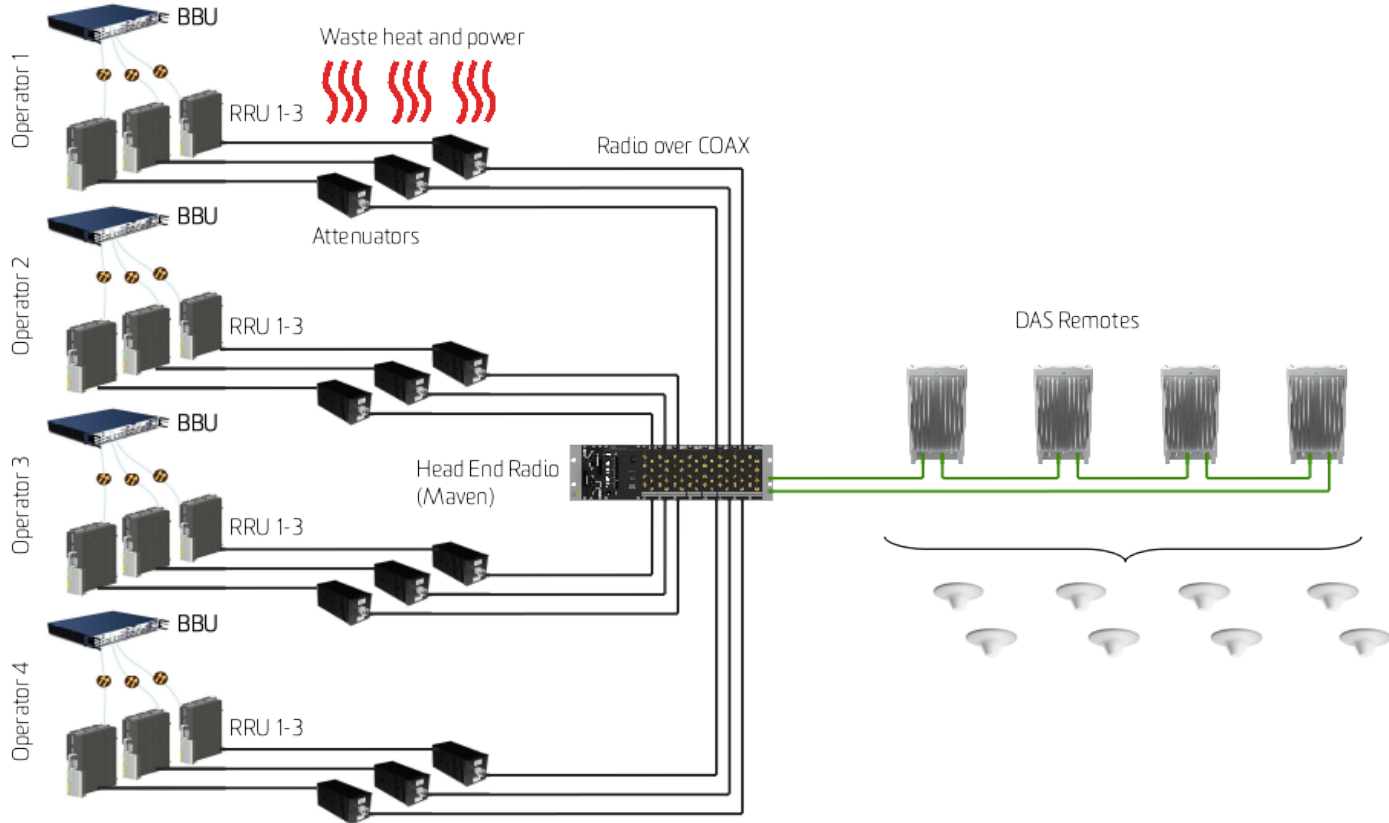 Operator 1
BBU
RRU 1-3
Waste heat and power
Radio over COAX
Attenuators
Operator 2
BBU
RRU 1-3
DAS Remotes
Operator 3
BBU
RRU 1-3
Head End Radio
(Maven)
Operator 4
BBU
RRU 1-3